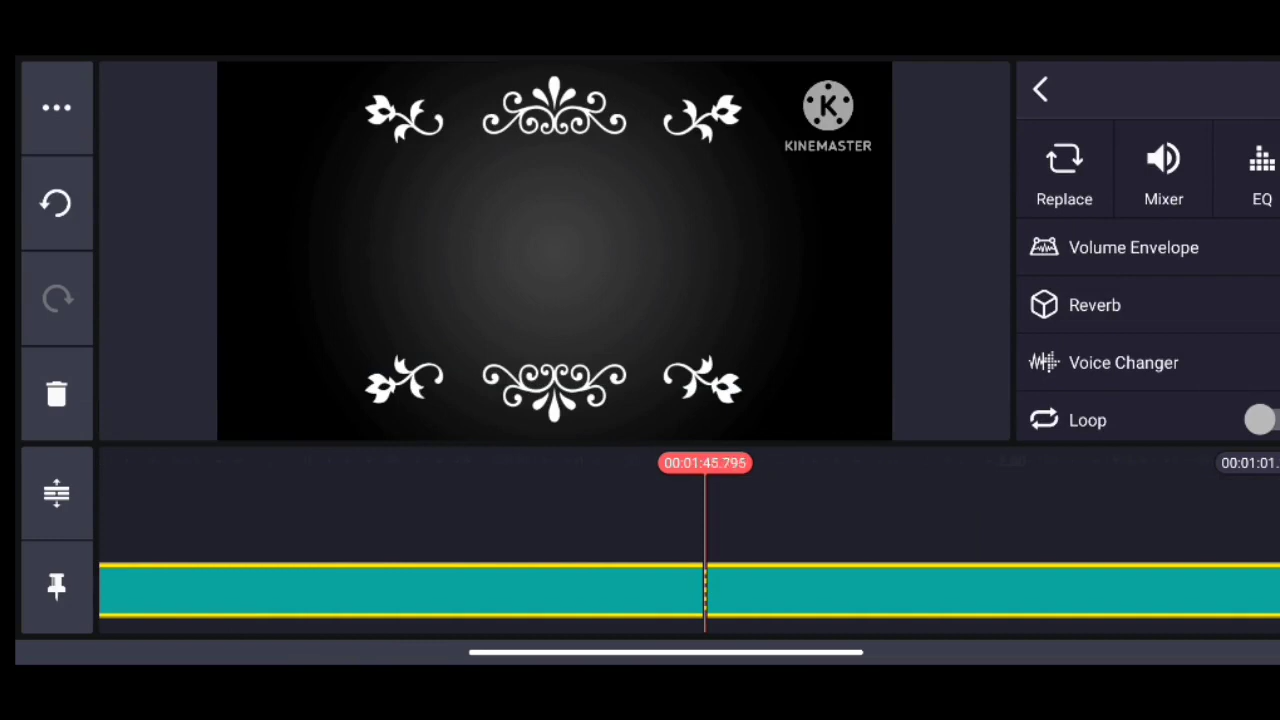 K
KINEMASTER
Replace
Mixer
EQ
Volume Envelope
Reverb
Voice Changer
Loop
00:01:45.795
00:01:01.